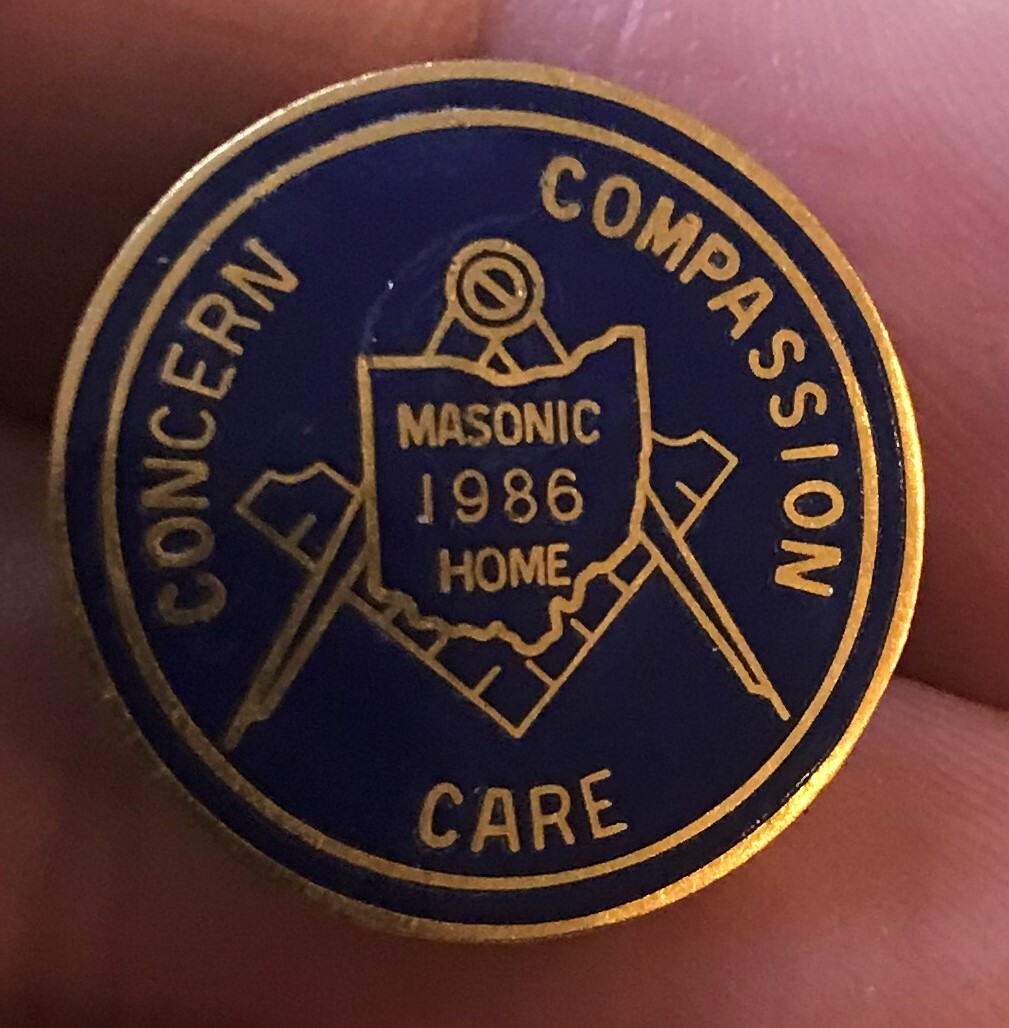 CONCERN
COMPASSION
MASONIC
1986
HOME
CARE